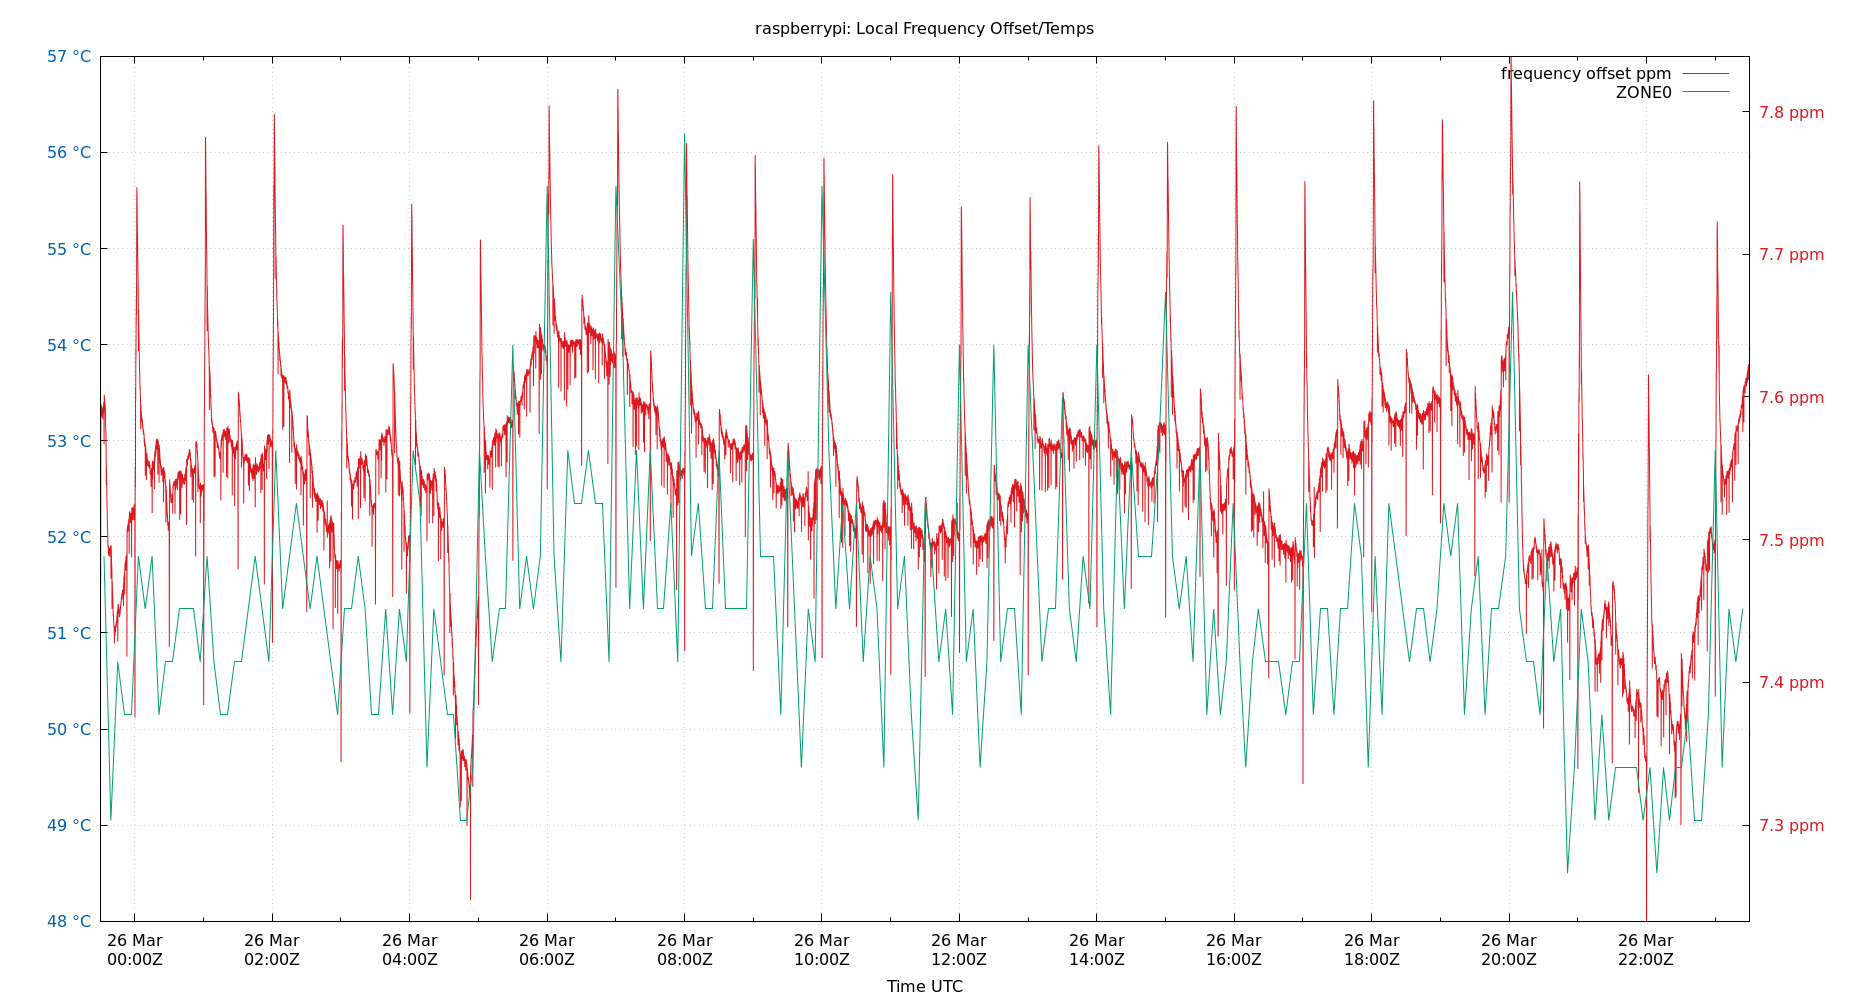 raspberrypi: Local Frequency Offset/Temps
57 °C
56 °C
55 °C
54 °C
53 °C
52 °C
51 °C
50 °C
49 °C
48 °C
frequency offset ppm
ZONE0
7.8 ppm
7.7 ppm
7.6 ppm
7.5 ppm
7.4 ppm
7.3 ppm
26 Mar 26 Mar 26 Mar 26 Mar 26 Mar 26 Mar 26 Mar 26 Mar 26 Mar 26 Mar 26 Mar 26 Mar
00:00Z 02:00Z 04:00Z 06:00Z 08:00Z 10:00Z 12:00Z 14:00Z 16:00Z 18:00Z 20:00Z 22:00Z
Time UTC